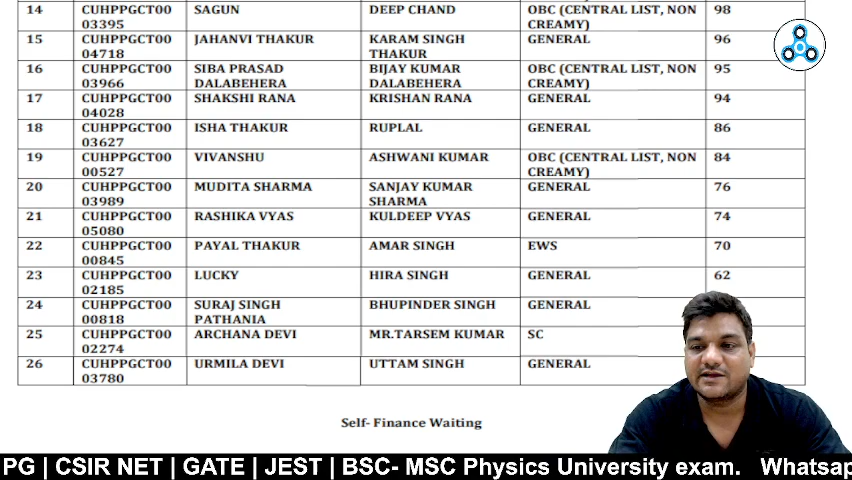 14 CUHPPGCT00 SAGUN DEEP CHAND OBC (CENTRAL LIST, NON 98
03395 CREAMY)
15 CUHPPGCT00 JAHANVI THAKUR KARAM SINGH GENERAL 96
04718 THAKUR
16 CUHPPGCT00 SIBA PRASAD BIJAY KUMAR OBC (CENTRAL LIST, NON 95
03966 DALABEHERA DALABEHERA CREAMY)
17 CUHPPGCT00 SHAKSHI RANA KRISHAN RANA GENERAL 94
04028
18 CUHPPGCT00 ISHA THAKUR RUPLAL GENERAL 86
03627
19 CUHPPGCT00 VIVANSHU ASHWANI KUMAR OBC (CENTRAL LIST, NON 84
00527 CREAMY)
20 CUHPPGCT00 MUDITA SHARMA SANJAY KUMAR GENERAL 76
03989 SHARMA
21 CUHPPGCT00 RASHIKA VYAS KULDEEP VYAS GENERAL 74
05080
22 CUHPPGCT00 PAYAL THAKUR AMAR SINGH EWS 70
00845
23 CUHPPGCT00 LUCKY HIRA SINGH GENERAL 62
02185
24 CUHPPGCT00 SURAJ SINGH BHUPINDER SINGH GENERAL
00818 PATHANIA
25 CUHPPGCT00 ARCHANA DEVI MR.TARSEM KUMAR SC
02274
26 CUHPPGCT00 URMILA DEVI UTTAM SINGH GENERAL
03780
Self- Finance Waiting
PG | CSIR NET | GATE | JEST | BSC- MSC Physics University exam. Whatsap